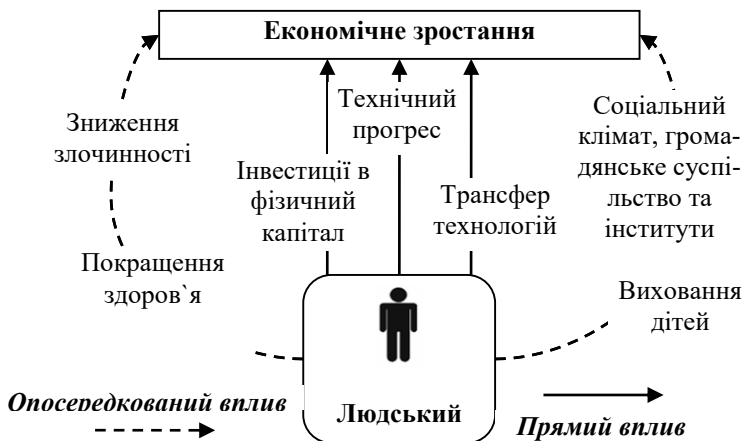 Економічне зростання
Технічний
прогрес
Зниження
злочинності
Соціальний
клімат, грома-
дянське суспі-
льство та
інститути
Інвестиції в
фізичний
капітал
Трансфер
технологій
Покращення
здоров`я
Виховання
дітей
Опосередкований вплив
Людський
Прямий вплив